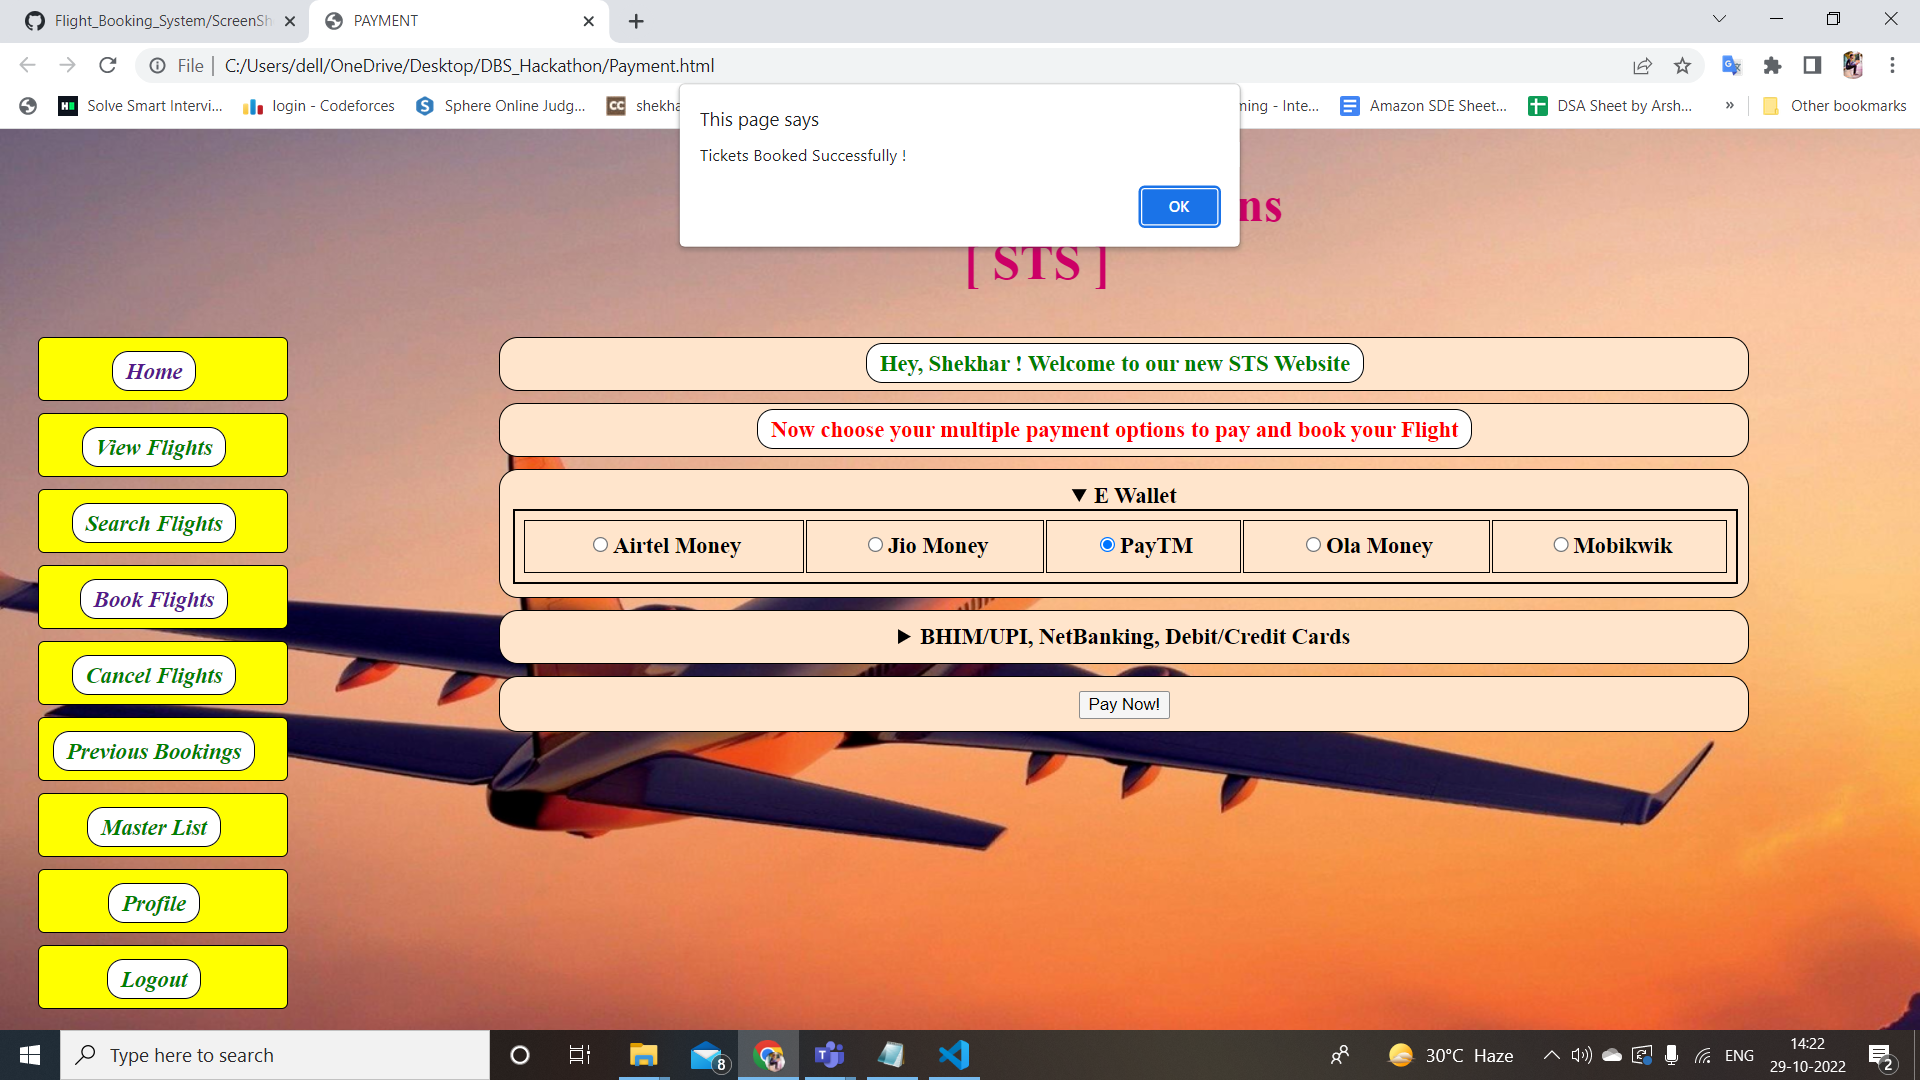 Flight_Booking_System/ScreenSh
PAYMENT
File | C:/Users/dell/OneDrive/Desktop/DBS_Hackathon/Payment.html
Solve Smart Intervi...
login - Codeforces
Sphere Online Judg...
CC
shekha
ming - Inte...
Amazon SDE Sheet...
DSA Sheet by Arsh...
»
Other bookmarks
This page says
Tickets Booked Successfully !
OK
ns
[ STS ]
Home
View Flights
Search Flights
Book Flights
Cancel Flights
Previous Bookings
Master List
Profile
Logout
Hey, Shekhar ! Welcome to our new STS Website
Now choose your multiple payment options to pay and book your Flight
▼ E Wallet
Airtel Money
Jio Money
PayTM
Ola Money
Mobikwik
▶ BHIM/UPI, NetBanking, Debit/Credit Cards
Pay Now!
Type here to search
8
30°C Haze
ENG
14:22
29-10-2022
2